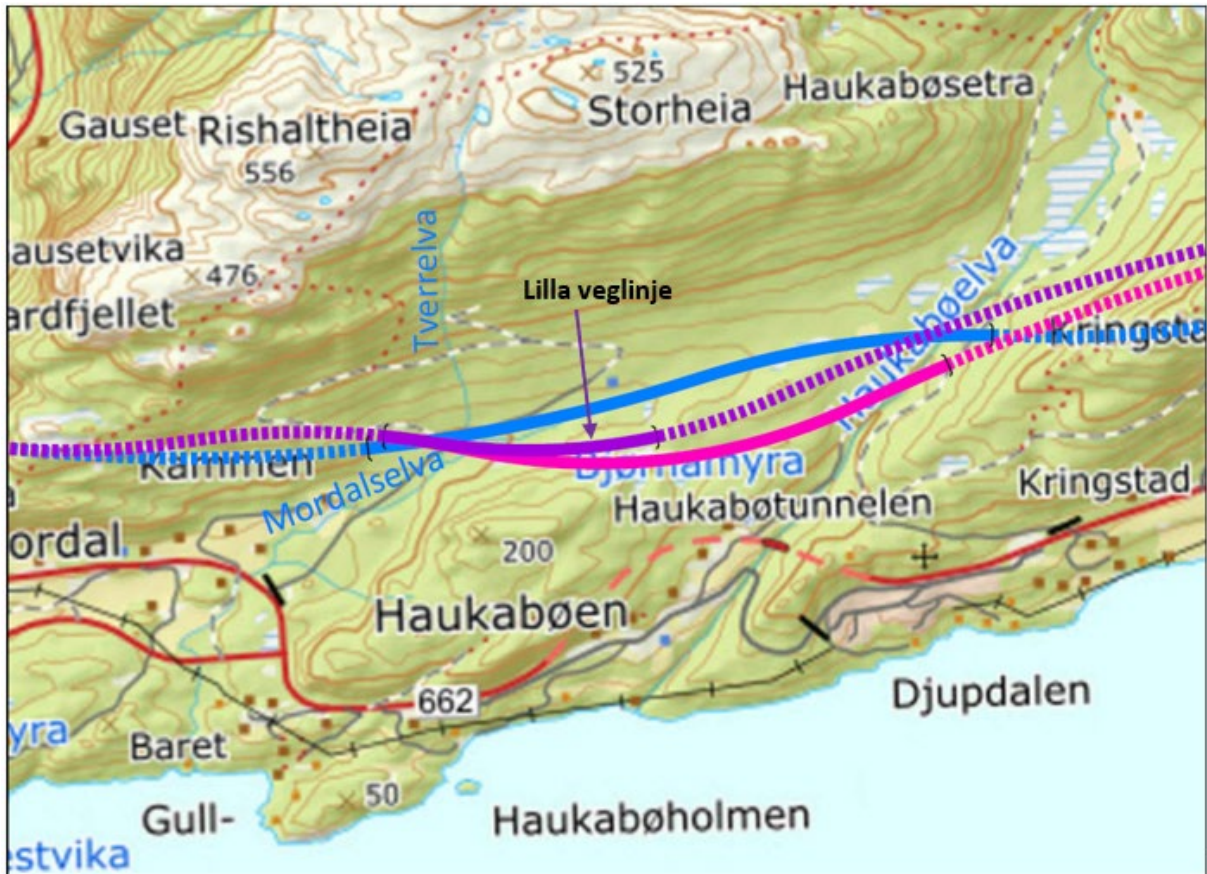 525
Storheia
Haukabøsetra
Gauset
Rishaltheia
556
ausetvika
476
ardfjellet
Tverrelva
Lilla veglinje
Haukabøelva
Kringsta
Kammen
Bjørnamyra
Mordalselva
Haukabøtunnelen
Kringstad
ordal
200
Haukabøen
662
Djupdalen
yra
Baret
50
Gull-
Haukabøholmen
estvika